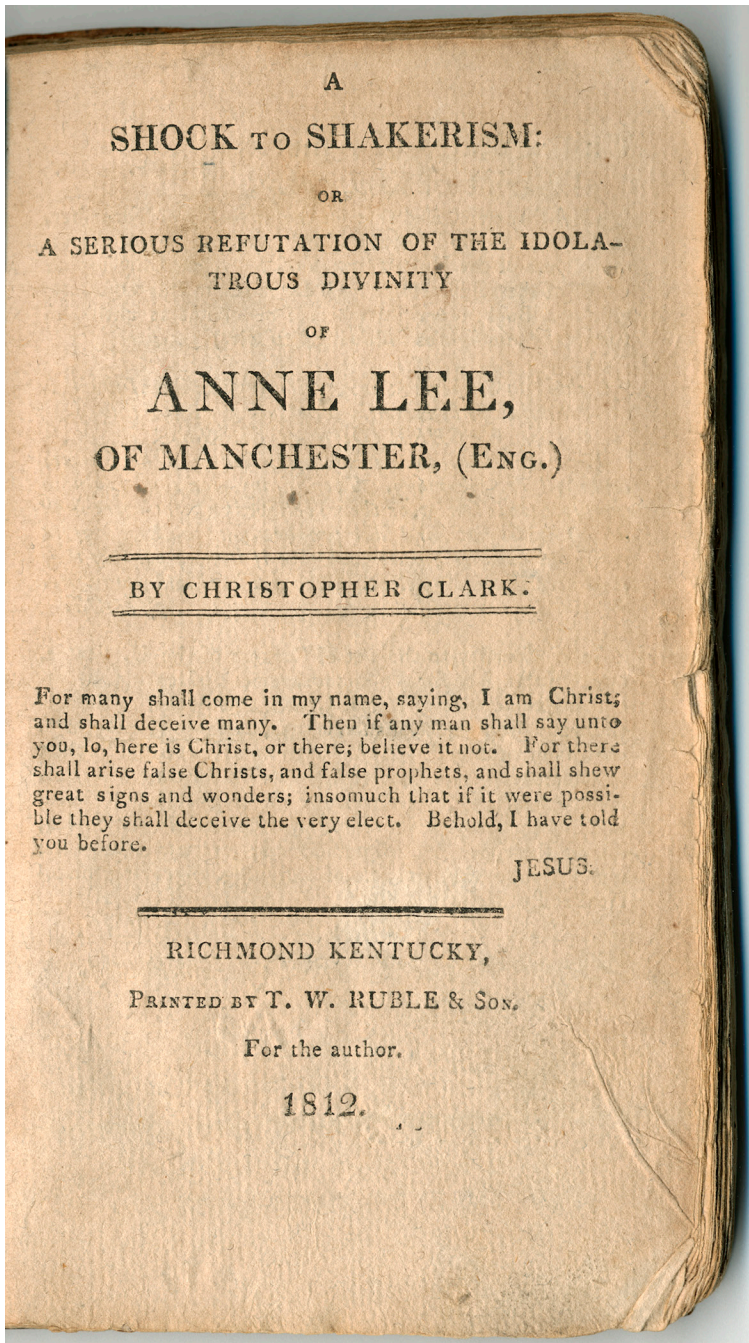 A
SHOCK TO SHAKERISM:
OR
A SERIOUS REFUTATION OF THE IDOLA-
TROUS DIVINITY
OF
ANNE LEE,
OF MANCHESTER, (ENG.)
BY CHRISTOPHER CLARK.
For many shall come in my name, saying, I am Christ;
and shall deceive many. Then if any man shall say unto
you, lo, here is Christ, or there; believe it not. For there
shall arise false Christs, and false prophets, and shall shew
great signs and wonders; insomuch that if it were possi-
ble they shall deceive the very elect. Behold, I have told
you before.
JESUS.
RICHMOND KENTUCKY,
PRINTED BY T. W. RUBLE & SON.
For the author.
1812.